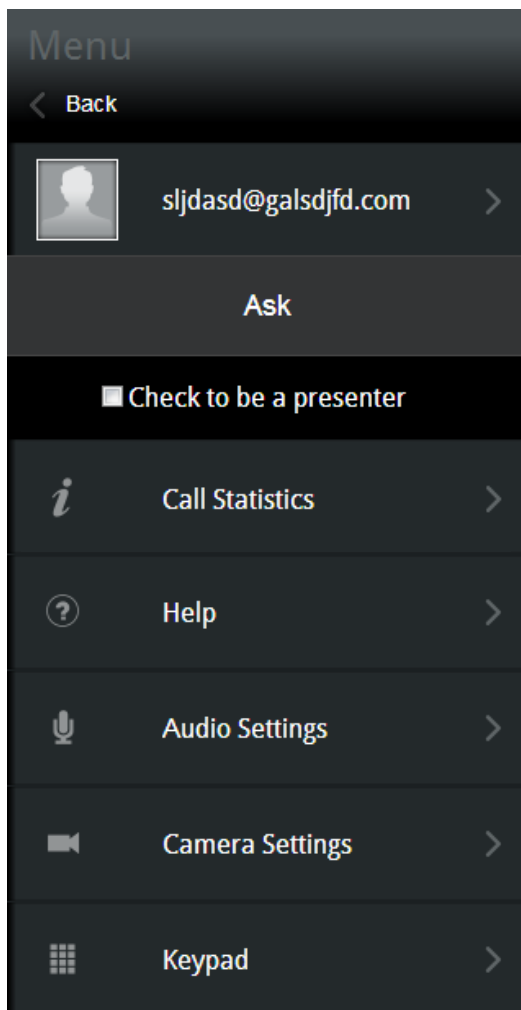 Menu
Back
sljdasd@galsdjfd.com
Ask
Check to be a presenter
Call Statistics
Help
Audio Settings
Camera Settings
Keypad